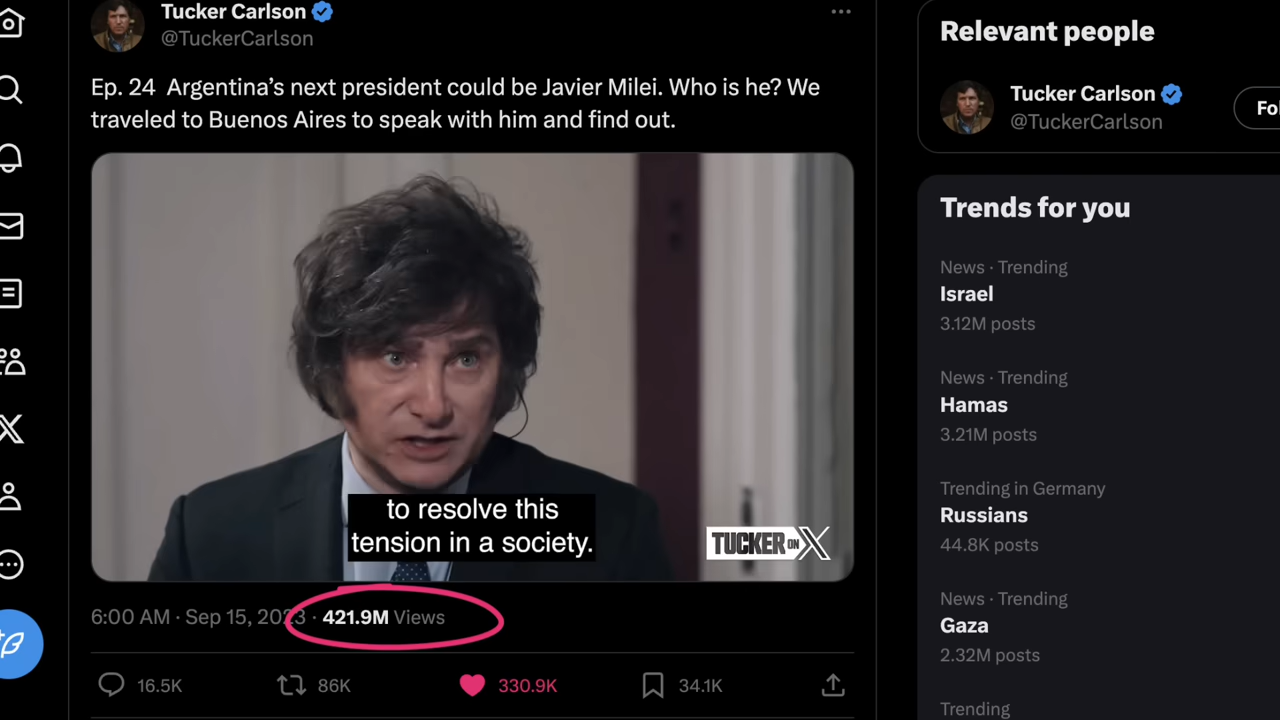 Tucker Carlson
@TuckerCarlson
Ep. 24 Argentina’s next president could be Javier Milei. Who is he? We
traveled to Buenos Aires to speak with him and find out.
to resolve this
tension in a society.
TUCKER ON X
6:00 AM · Sep 15, 2023 · 421.9M Views
16.5K
86K
330.9K
34.1K
Relevant people
Tucker Carlson
@TuckerCarlson
Fo
Trends for you
News · Trending
Israel
3.12M posts
News · Trending
Hamas
3.21M posts
Trending in Germany
Russians
44.8K posts
News · Trending
Gaza
2.32M posts
Trending